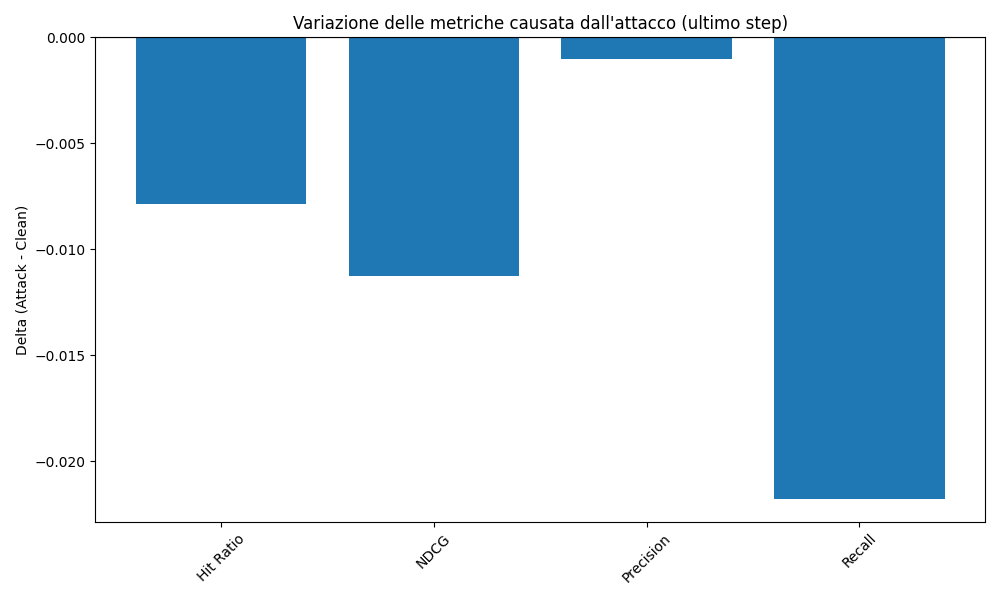 Variazione delle metriche causata dall'attacco (ultimo step)
0.000
−0.005
−0.010
−0.015
−0.020
Delta (Attack - Clean)
Hit Ratio
NDCG
Precision
Recall